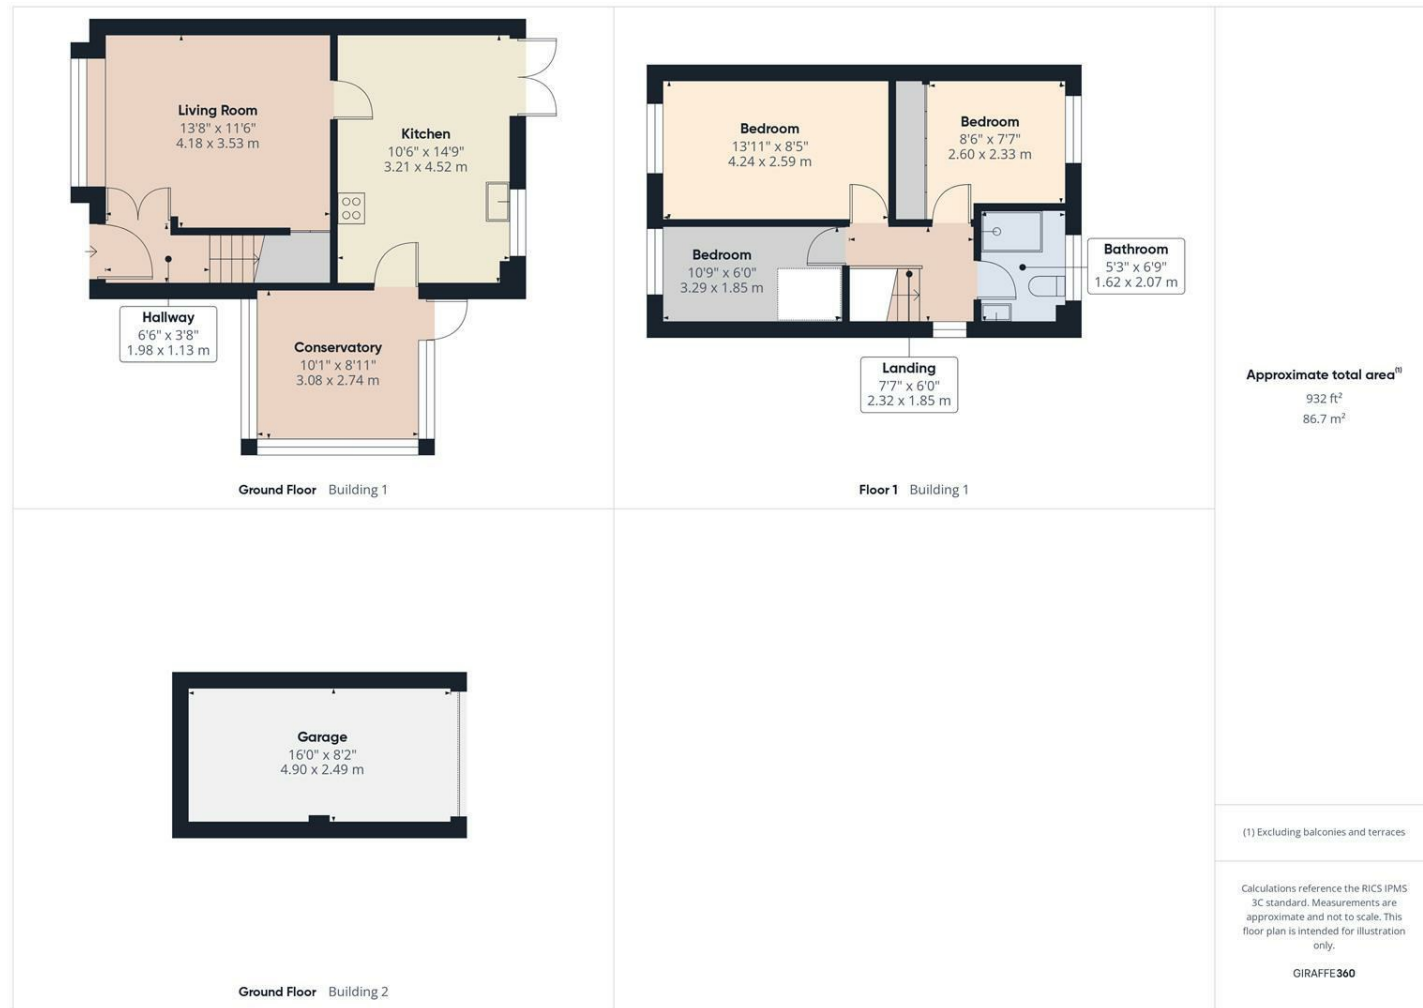 Living Room
13'8" x 11'6"
4.18 x 3.53 m
Kitchen
10'6" x 14'9"
3.21 x 4.52 m
Hallway
6'6" x 3'8"
1.98 x 1.13 m
Conservatory
10'1" x 8'11"
3.08 x 2.74 m
Ground Floor Building 1
Bedroom
13'11" x 8'5"
4.24 x 2.59 m
Bedroom
8'6" x 7'7"
2.60 x 2.33 m
Bedroom
10'9" x 6'0"
3.29 x 1.85 m
Bathroom
5'3" x 6'9"
1.62 x 2.07 m
Landing
7'7" x 6'0"
2.32 x 1.85 m
Floor 1 Building 1
Garage
16'0" x 8'2"
4.90 x 2.49 m
Ground Floor Building 2
Approximate total area⁽¹⁾
932 ft²
86.7 m²
(1) Excluding balconies and terraces
Calculations reference the RICS IPMS
3C standard. Measurements are
approximate and not to scale. This
floor plan is intended for illustration
only.
GIRAFFE360